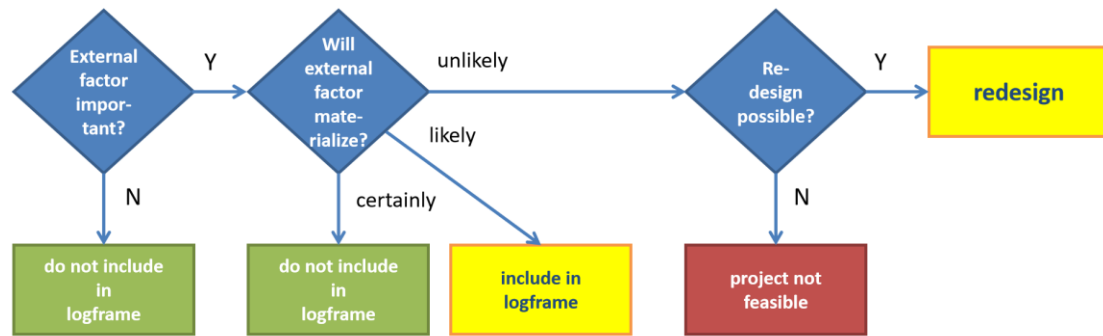 External
factor
impor-
tant?
Y
Will
external
factor
mate-
rialize?
unlikely
Re-
design
possible?
Y
redesign
likely
N
certainly
N
do not include
in
logframe
do not include
in
logframe
include in
logframe
project not
feasible